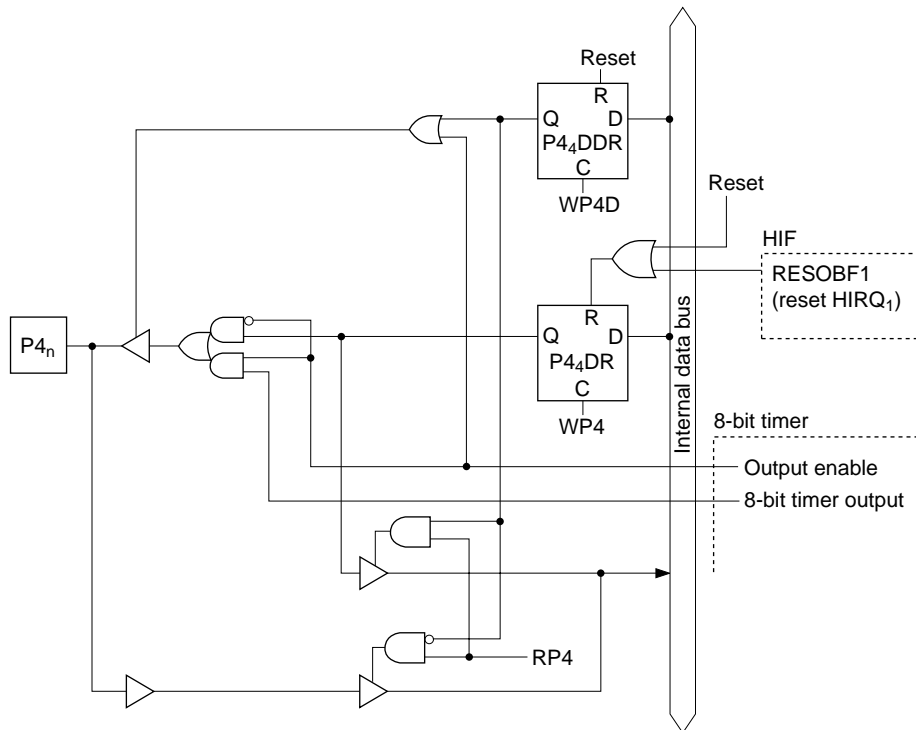 Reset
R
Q D
P4₄DDR
C
WP4D
Reset
HIF
RESOBF1
(reset HIRQ₁)
R
Q D
P4₄DR
C
WP4
P4ₙ
Internal data bus
8-bit timer
Output enable
8-bit timer output
RP4